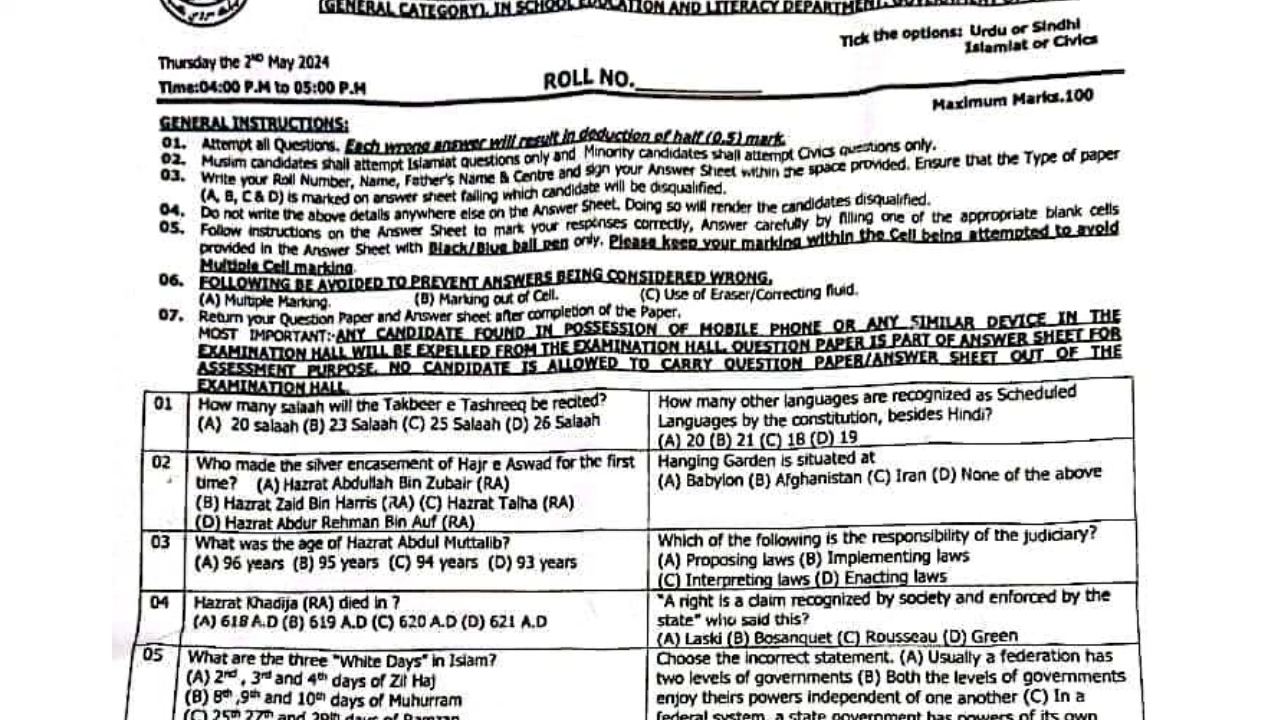 (GENERAL CATEGORY), IN SCHOOL EDUCATION AND LITERACY DEPARTMENT, GOVERNMENT
Tick the options: Urdu or Sindhi
Islamiat or Civics
Thursday the 2ND May 2024
Time:04:00 P.M to 05:00 P.M
ROLL NO.___________
Maximum Marks.100
GENERAL INSTRUCTIONS:
01. Attempt all Questions. Each wrong answer will result in deduction of half (0.5) mark.
02. Muslim candidates shall attempt Islamiat questions only and Minority candidates shall attempt Civics questions only.
03. Write your Roll Number, Name, Father's Name & Centre and sign your Answer Sheet within the space provided. Ensure that the Type of paper
(A, B, C & D) is marked on answer sheet failing which candidate will be disqualified.
04. Do not write the above details anywhere else on the Answer Sheet. Doing so will render the candidates disqualified.
05. Follow instructions on the Answer Sheet to mark your responses correctly, Answer carefully by filling one of the appropriate blank cells
provided in the Answer Sheet with Black/Blue ball pen only. Please keep your marking within the Cell being attempted to avoid
Multiple Cell marking.
06. FOLLOWING BE AVOIDED TO PREVENT ANSWERS BEING CONSIDERED WRONG.
(A) Multiple Marking. (B) Marking out of Cell. (C) Use of Eraser/Correcting fluid.
07. Return your Question Paper and Answer sheet after completion of the Paper.
MOST IMPORTANT:-ANY CANDIDATE FOUND IN POSSESSION OF MOBILE PHONE OR ANY SIMILAR DEVICE IN THE
EXAMINATION HALL WILL BE EXPELLED FROM THE EXAMINATION HALL. QUESTION PAPER IS PART OF ANSWER SHEET FOR
ASSESSMENT PURPOSE. NO CANDIDATE IS ALLOWED TO CARRY QUESTION PAPER/ANSWER SHEET OUT OF THE
EXAMINATION HALL.
01 How many salaah will the Takbeer e Tashreeq be recited?
(A) 20 salaah (B) 23 Salaah (C) 25 Salaah (D) 26 Salaah
How many other languages are recognized as Scheduled
Languages by the constitution, besides Hindi?
(A) 20 (B) 21 (C) 18 (D) 19
02 Who made the silver encasement of Hajr e Aswad for the first
time? (A) Hazrat Abdullah Bin Zubair (RA)
(B) Hazrat Zaid Bin Harris (RA) (C) Hazrat Talha (RA)
(D) Hazrat Abdur Rehman Bin Auf (RA)
Hanging Garden is situated at
(A) Babylon (B) Afghanistan (C) Iran (D) None of the above
03 What was the age of Hazrat Abdul Muttalib?
(A) 96 years (B) 95 years (C) 94 years (D) 93 years
Which of the following is the responsibility of the judiciary?
(A) Proposing laws (B) Implementing laws
(C) Interpreting laws (D) Enacting laws
04 Hazrat Khadija (RA) died in ?
(A) 618 A.D (B) 619 A.D (C) 620 A.D (D) 621 A.D
"A right is a claim recognized by society and enforced by the
state" who said this?
(A) Laski (B) Bosanquet (C) Rousseau (D) Green
05 What are the three "White Days" in Islam?
(A) 2nd , 3rd and 4th days of Zil Haj
(B) 8th ,9th and 10th days of Muhurram
(C) 25th 27th and 29th days of Ramzan
Choose the incorrect statement. (A) Usually a federation has
two levels of governments (B) Both the levels of governments
enjoy theirs powers independent of one another (C) In a
federal system, a state government has powers of its own